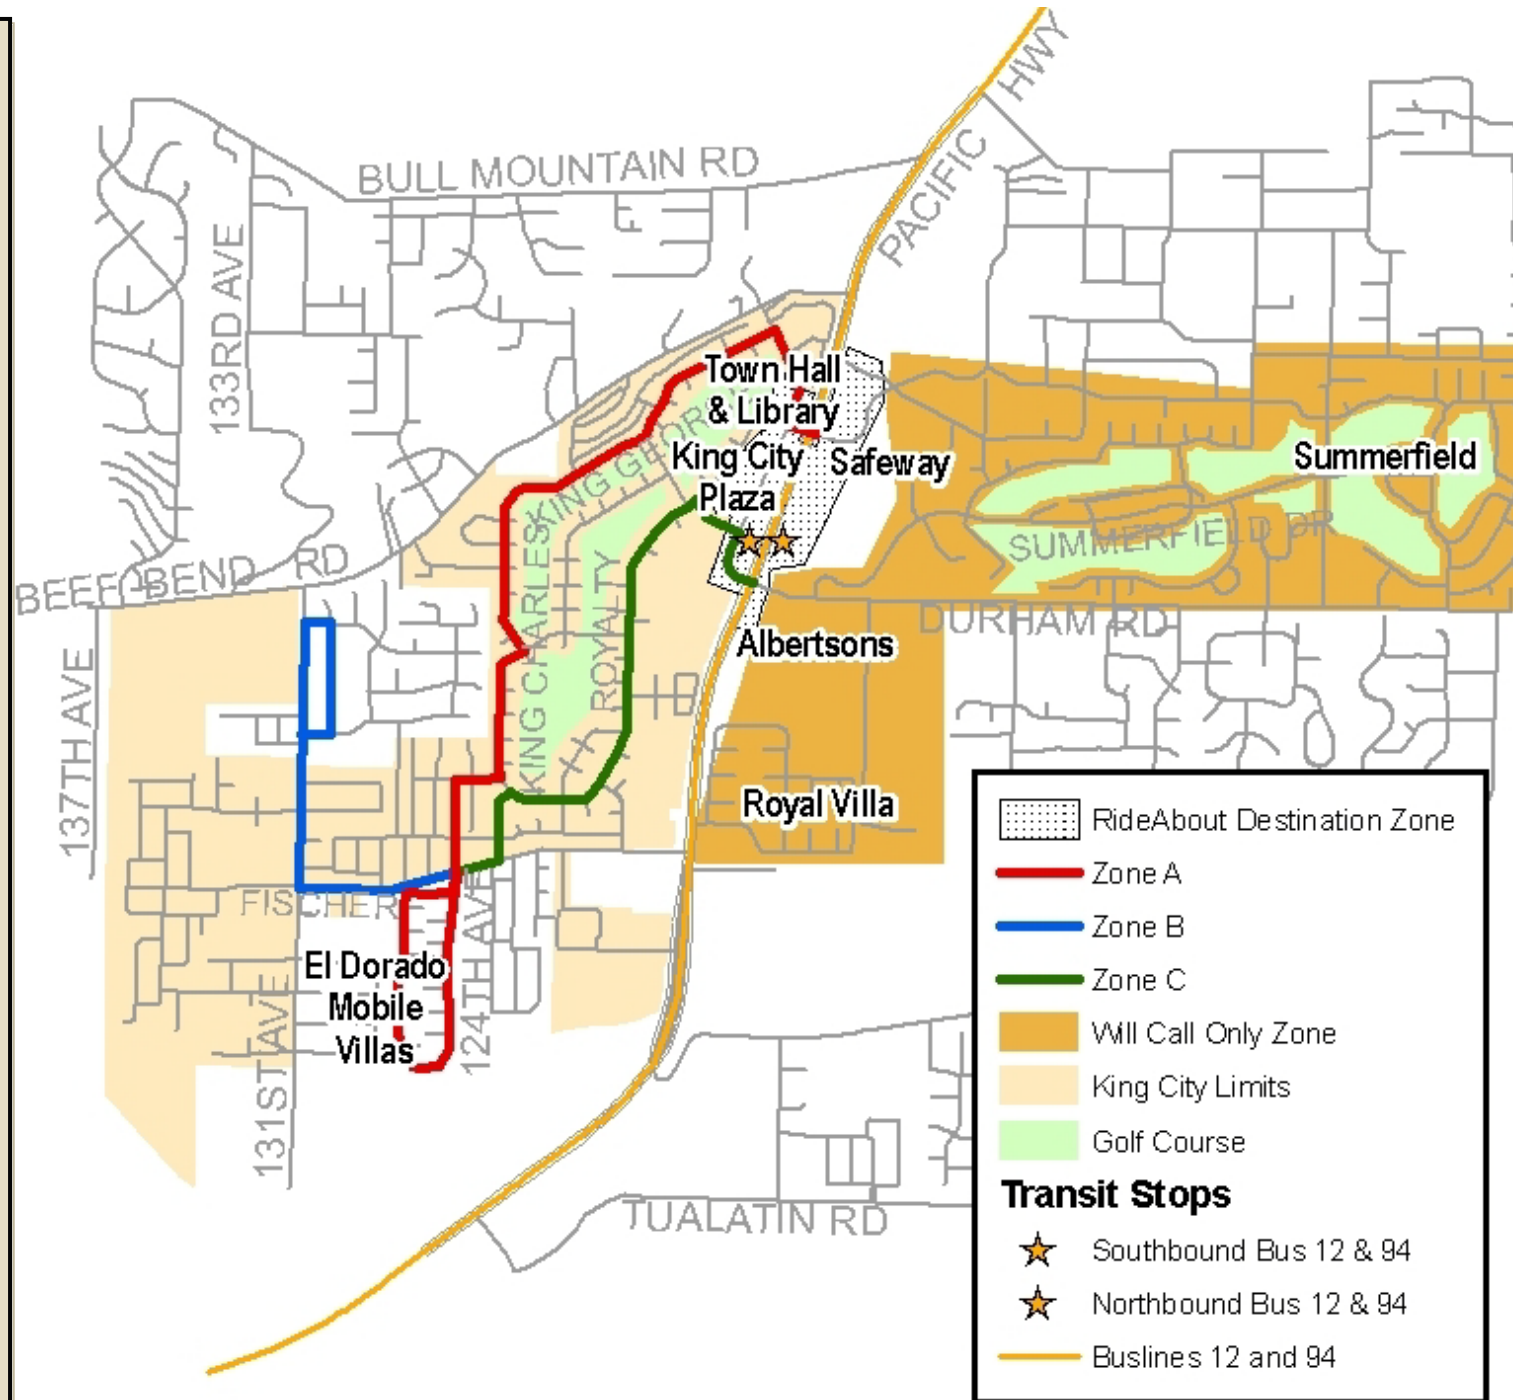 PACIFIC HWY
BULL MOUNTAIN RD
133RD AVE
Town Hall
& Library
KING GEORGE
King City
Plaza
Safeway
Summerfield
SUMMERFIELD DR
BEEF BEND RD
KING CHARLES
ROYALTY
DURHAM RD
Albertsons
137TH AVE
Royal Villa
FISCHER
El Dorado
Mobile
Villas
124TH AVE
131ST AVE
TUALATIN RD
RideAbout Destination Zone
Zone A
Zone B
Zone C
Will Call Only Zone
King City Limits
Golf Course
Transit Stops
Southbound Bus 12 & 94
Northbound Bus 12 & 94
Buslines 12 and 94